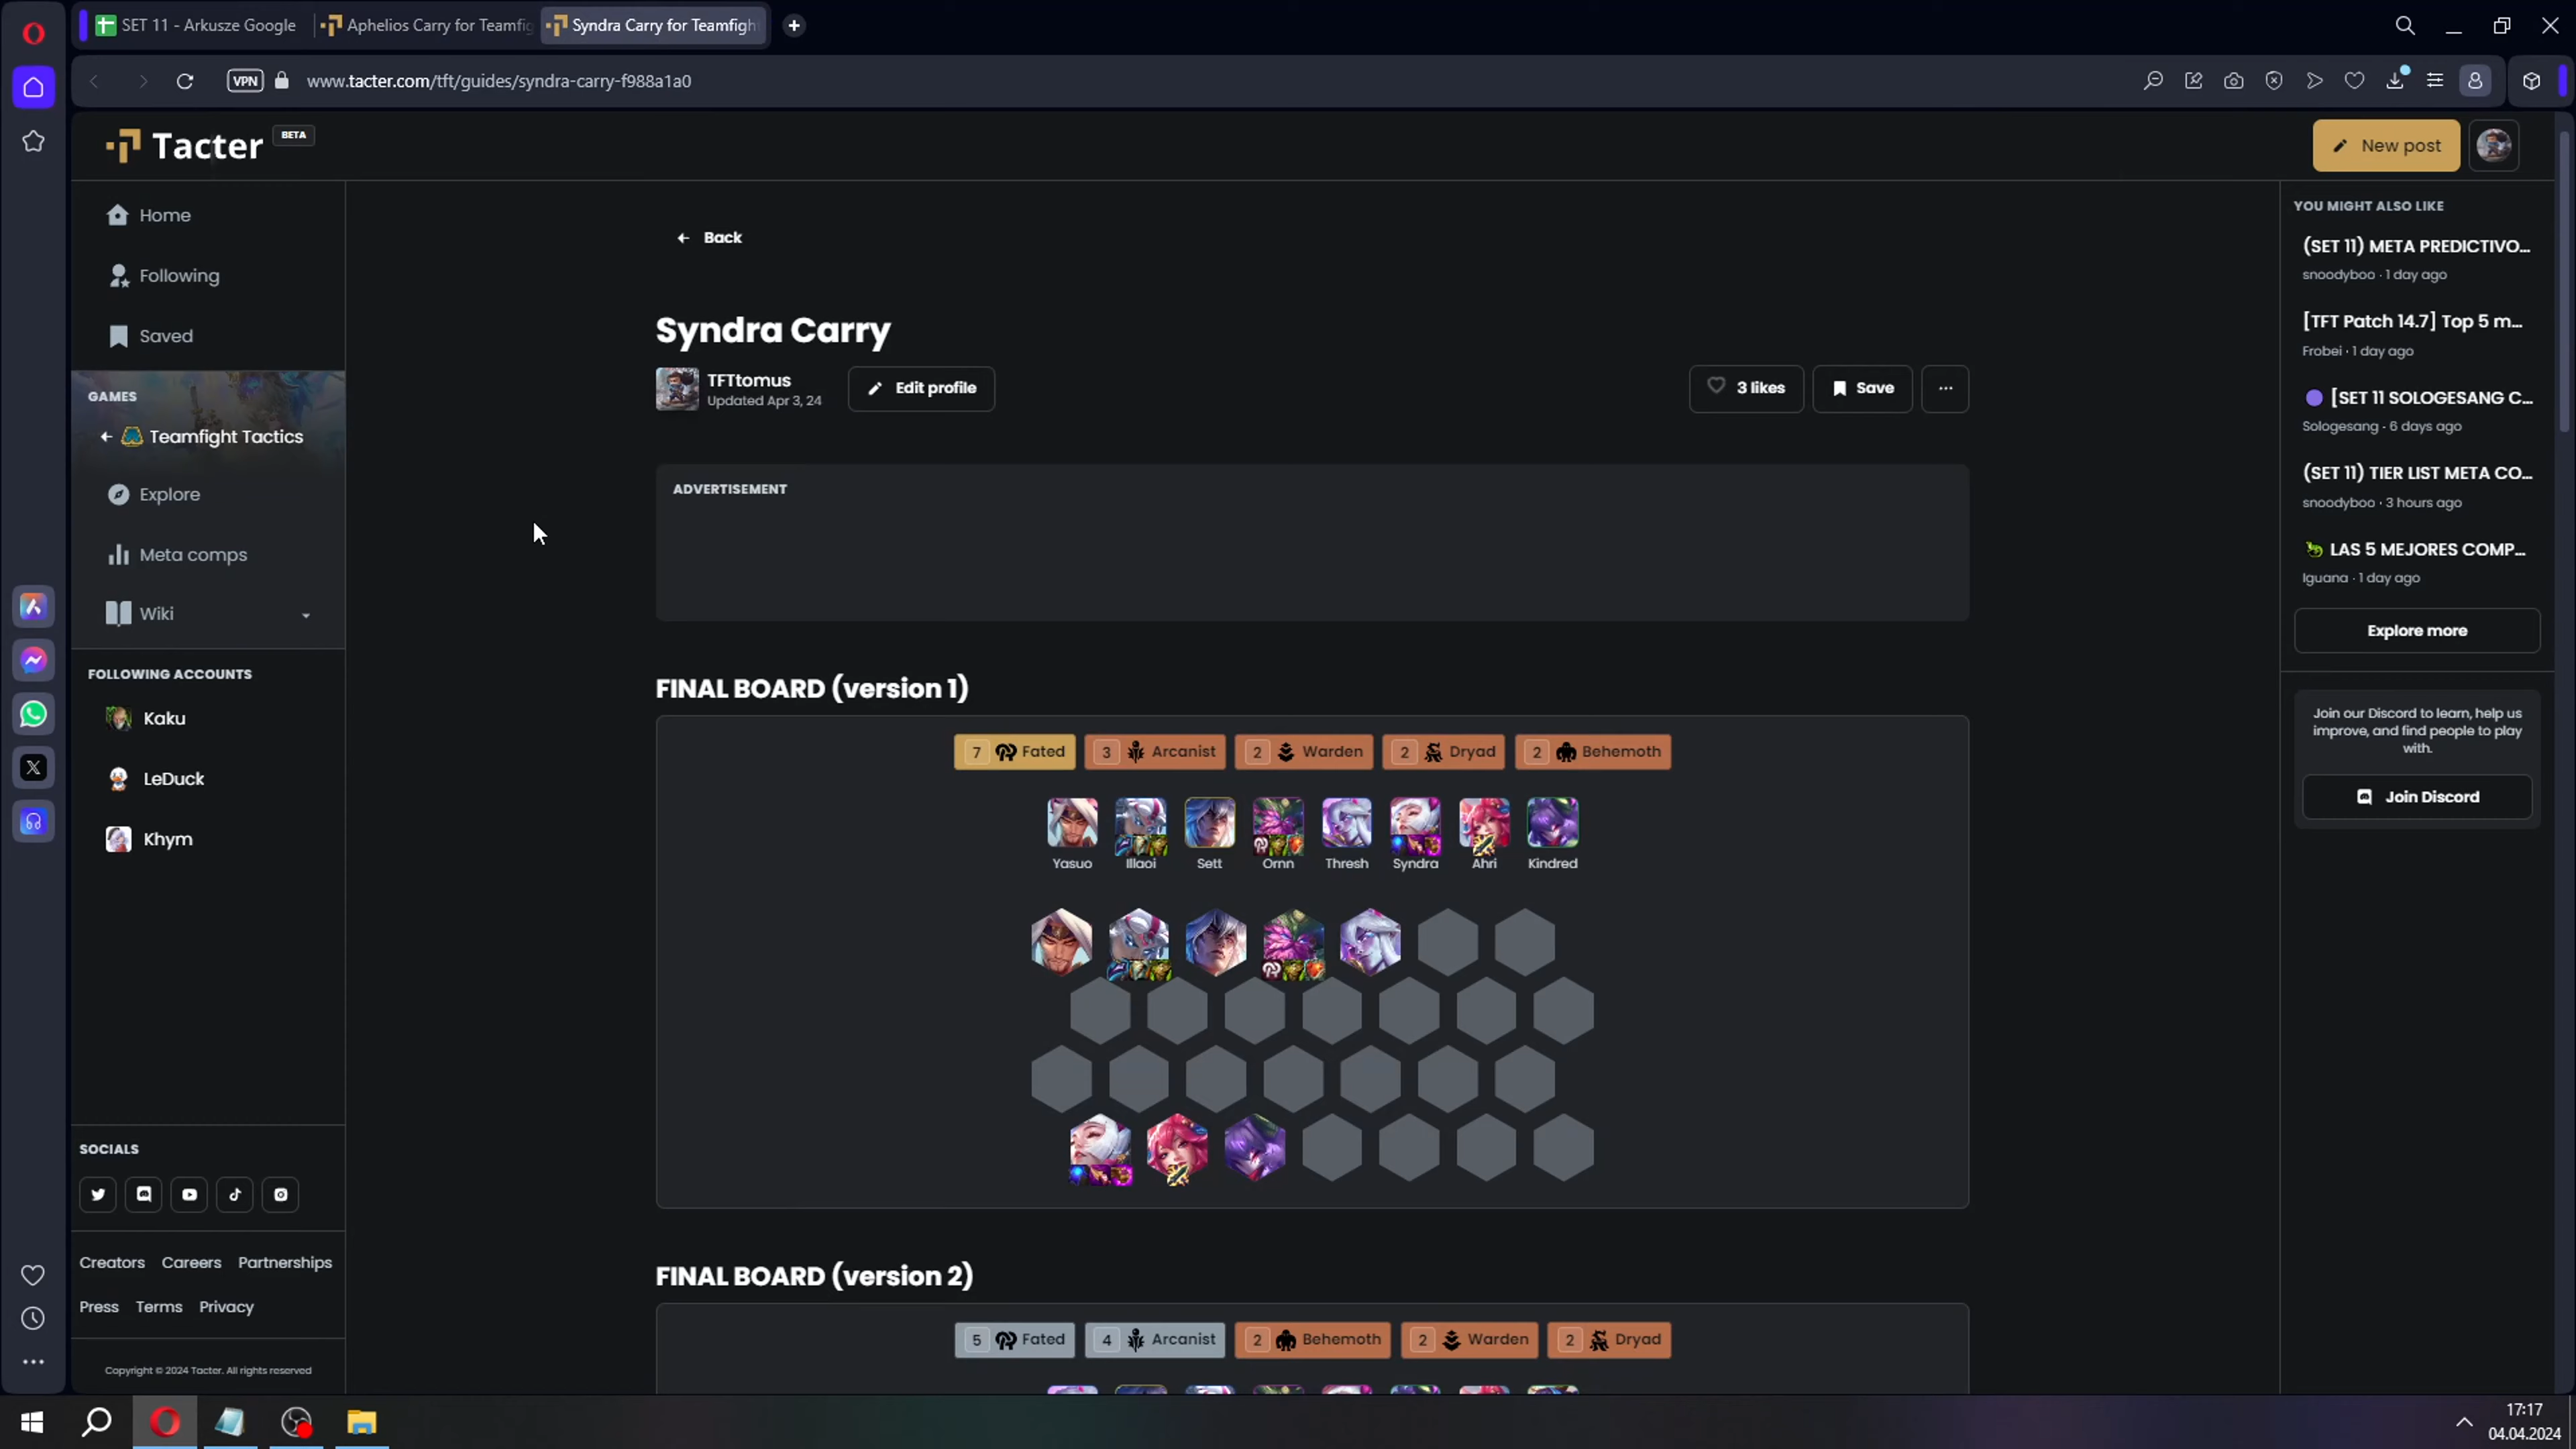 SET 11 - Arkusze Google
Aphelios Carry for Teamfig
Syndra Carry for Teamfight
VPN
www.tacter.com/tft/guides/syndra-carry-f988a1a0
Tacter
BETA
New post
Home
Following
Saved
GAMES
Teamfight Tactics
Explore
Meta comps
Wiki
FOLLOWING ACCOUNTS
Kaku
LeDuck
Khym
SOCIALS
Creators Careers Partnerships
Press Terms Privacy
Copyright © 2024 Tacter. All rights reserved
Back
Syndra Carry
TFTtomus
Updated Apr 3, 24
Edit profile
3 likes
Save
ADVERTISEMENT
FINAL BOARD (version 1)
7 Fated 3 Arcanist 2 Warden 2 Dryad 2 Behemoth
Yasuo Illaoi Sett Ornn Thresh Syndra Ahri Kindred
FINAL BOARD (version 2)
5 Fated 4 Arcanist 2 Behemoth 2 Warden 2 Dryad
YOU MIGHT ALSO LIKE
(SET 11) META PREDICTIVO...
snoodyboo · 1 day ago
[TFT Patch 14.7] Top 5 m...
Frobei · 1 day ago
[SET 11 SOLOGESANG C...
Sologesang · 6 days ago
(SET 11) TIER LIST META CO...
snoodyboo · 3 hours ago
LAS 5 MEJORES COMP...
Iguana · 1 day ago
Explore more
Join our Discord to learn, help us
improve, and find people to play
with.
Join Discord
17:17
04.04.2024